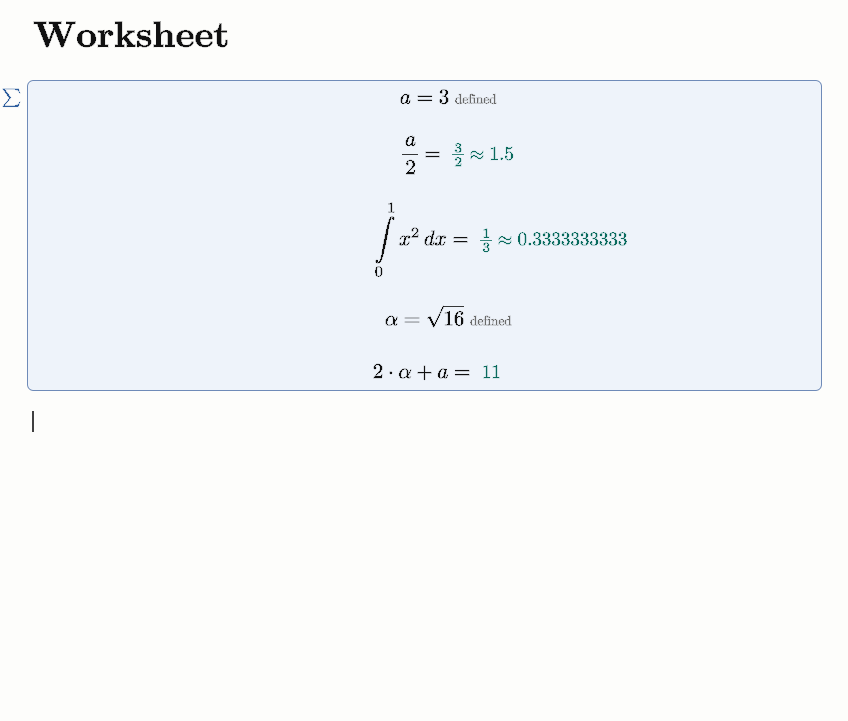 Worksheet
∑
a = 3 defined
a/2 = 3/2 ≈ 1.5
∫₀¹ x² dx = 1/3 ≈ 0.3333333333
α = √16 defined
2 · α + a = 11